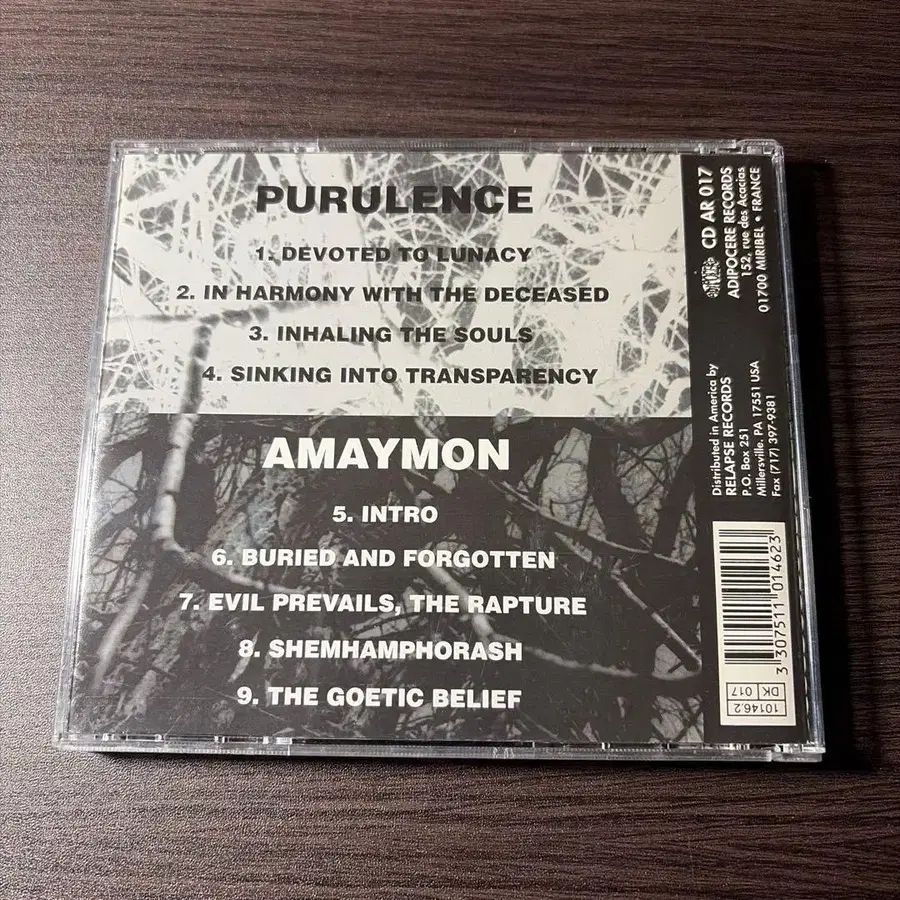 PURULENCE
1. DEVOTED TO LUNACY
2. IN HARMONY WITH THE DECEASED
3. INHALING THE SOULS
4. SINKING INTO TRANSPARENCY
AMAYMON
5. INTRO
6. BURIED AND FORGOTTEN
7. EVIL PREVAILS, THE RAPTURE
8. SHEMHAMPHORASH
9. THE GOETIC BELIEF
CD AR 017
ADIPOCERE RECORDS
152, rue des Acacias
01700 MIRIBEL • FRANCE
Distributed in America by
RELAPSE RECORDS
P.O. Box 251
Millersville, PA 17551 USA
Fax (717) 397-9381
3 307511 014623
10146.2
DK 017